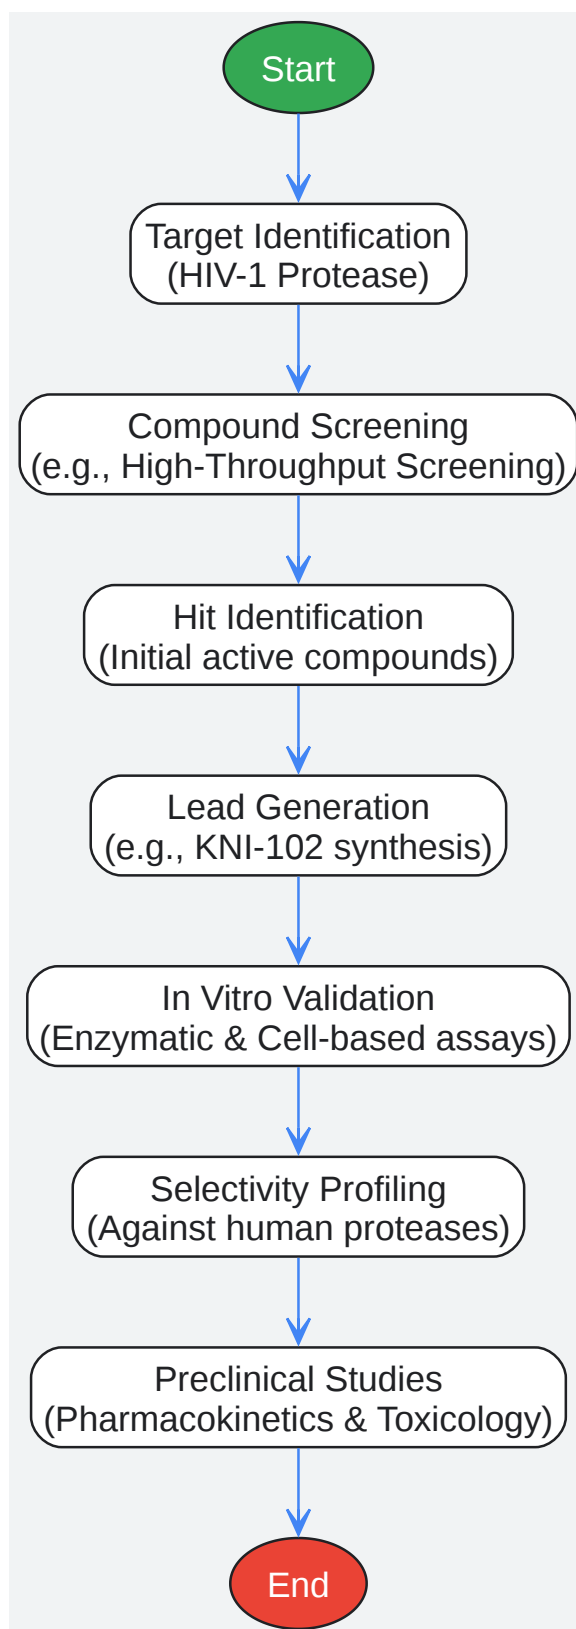 Start
Target Identification
(HIV-1 Protease)
Compound Screening
(e.g., High-Throughput Screening)
Hit Identification
(Initial active compounds)
Lead Generation
(e.g., KNI-102 synthesis)
In Vitro Validation
(Enzymatic & Cell-based assays)
Selectivity Profiling
(Against human proteases)
Preclinical Studies
(Pharmacokinetics & Toxicology)
End